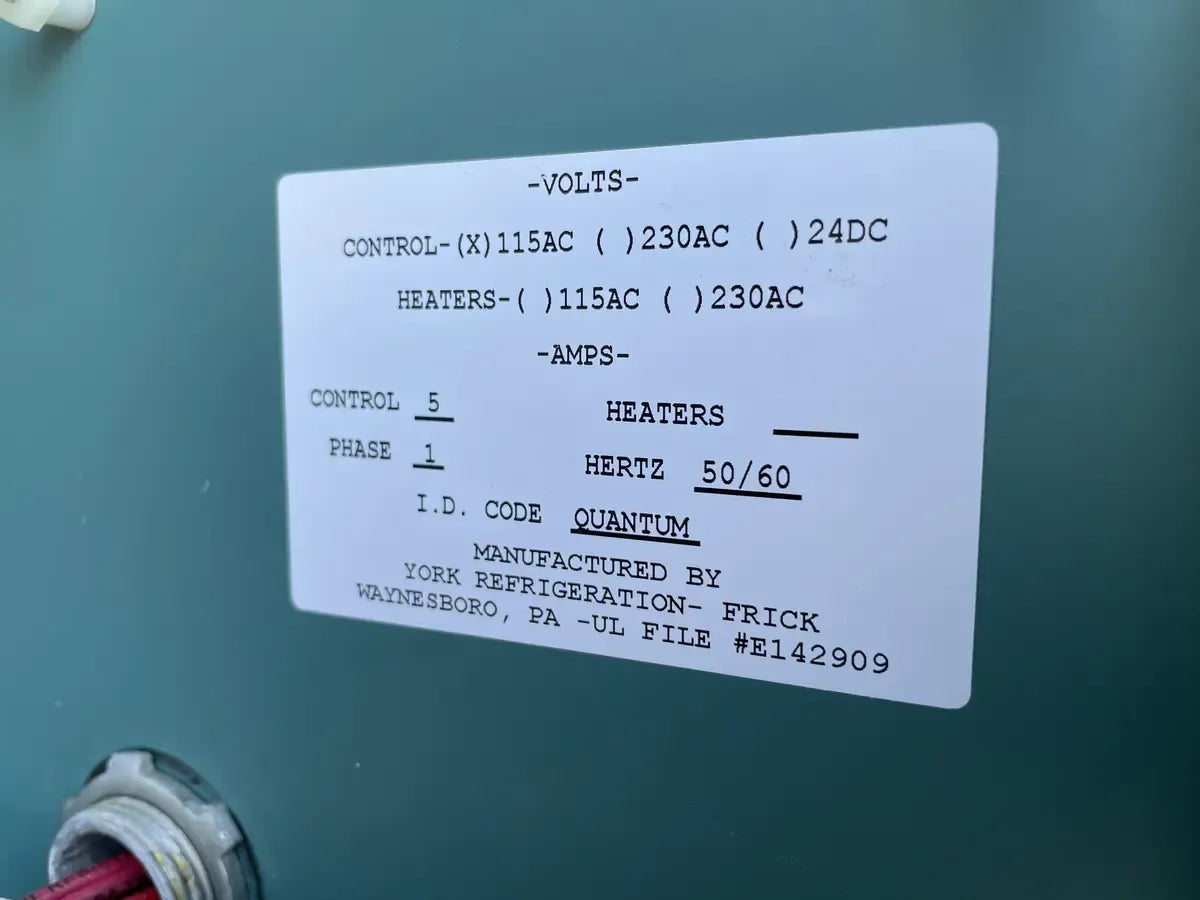 -VOLTS-
CONTROL-(X)115AC ( )230AC ( )24DC
HEATERS-( )115AC ( )230AC
-AMPS-
CONTROL 5 HEATERS ____
PHASE 1 HERTZ 50/60
I.D. CODE QUANTUM
MANUFACTURED BY
YORK REFRIGERATION- FRICK
WAYNESBORO, PA -UL FILE #E142909